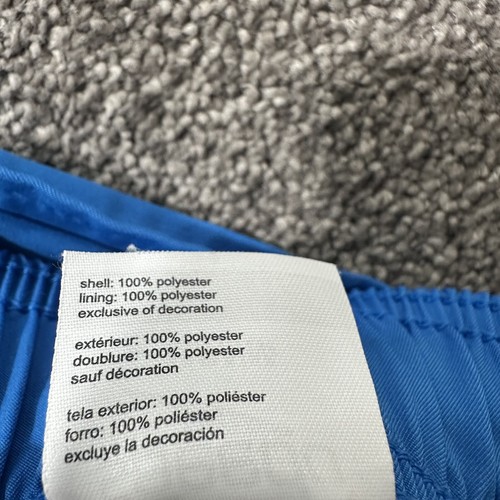 shell: 100% polyester
lining: 100% polyester
exclusive of decoration
extérieur: 100% polyester
doublure: 100% polyester
sauf décoration
tela exterior: 100% poliéster
forro: 100% poliéster
excluye la decoración